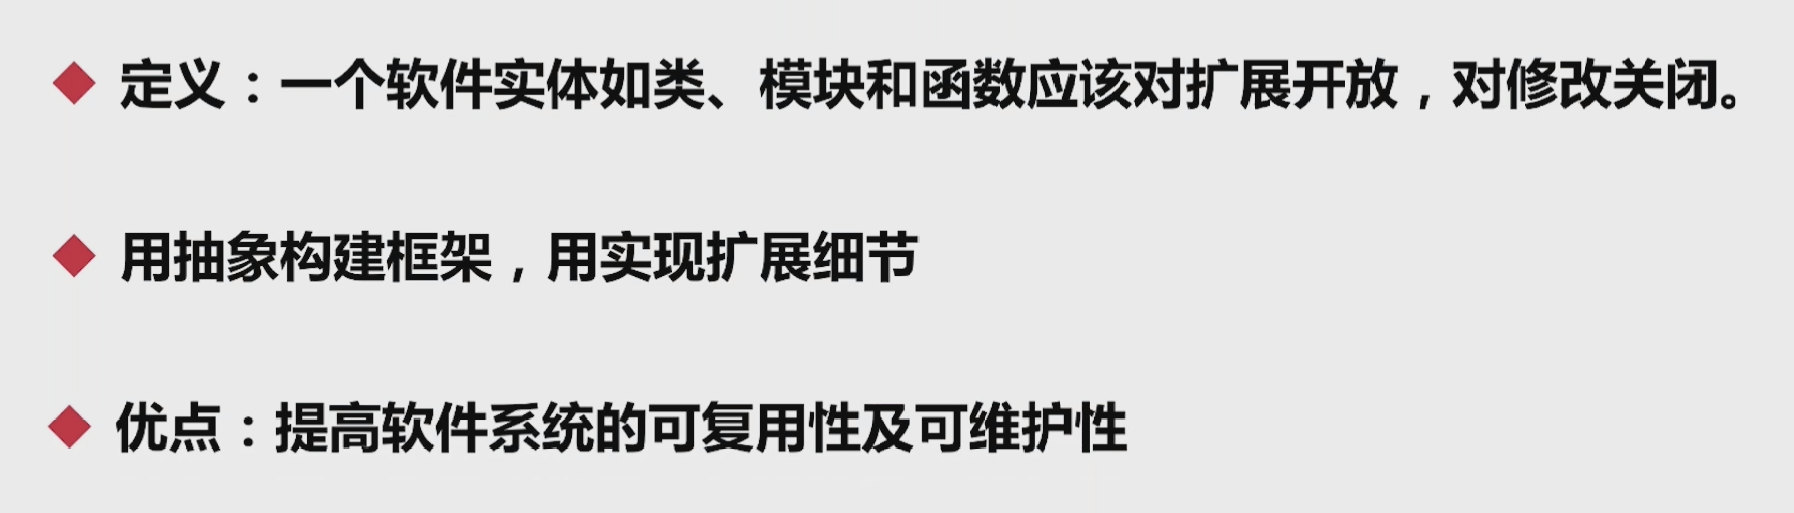 定义：一个软件实体如类、模块和函数应该对扩展开放，对修改关闭。
用抽象构建框架，用实现扩展细节
优点：提高软件系统的可复用性及可维护性